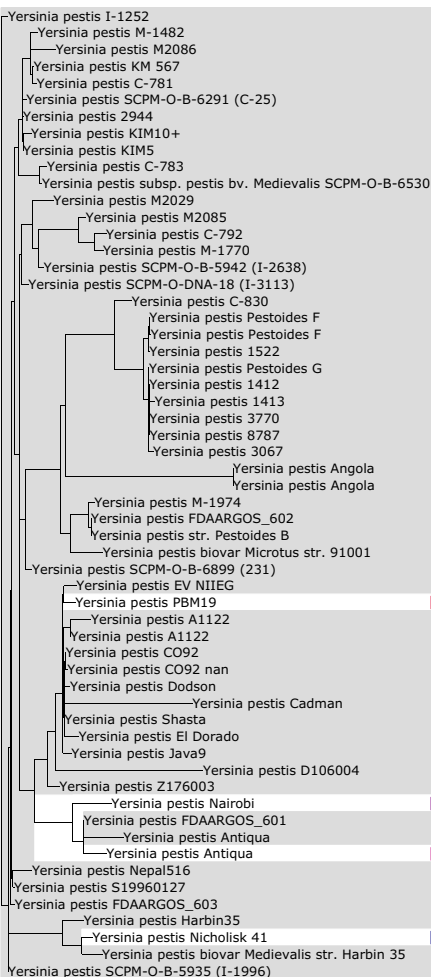 Yersinia pestis I-1252
Yersinia pestis M-1482
Yersinia pestis M2086
Yersinia pestis KM 567
Yersinia pestis C-781
Yersinia pestis SCPM-O-B-6291 (C-25)
Yersinia pestis 2944
Yersinia pestis KIM10+
Yersinia pestis KIM5
Yersinia pestis C-783
Yersinia pestis subsp. pestis bv. Medievalis SCPM-O-B-6530
Yersinia pestis M2029
Yersinia pestis M2085
Yersinia pestis C-792
Yersinia pestis M-1770
Yersinia pestis SCPM-O-B-5942 (I-2638)
Yersinia pestis SCPM-O-DNA-18 (I-3113)
Yersinia pestis C-830
Yersinia pestis Pestoides F
Yersinia pestis Pestoides F
Yersinia pestis 1522
Yersinia pestis Pestoides G
Yersinia pestis 1412
Yersinia pestis 1413
Yersinia pestis 3770
Yersinia pestis 8787
Yersinia pestis 3067
Yersinia pestis Angola
Yersinia pestis Angola
Yersinia pestis M-1974
Yersinia pestis FDAARGOS_602
Yersinia pestis str. Pestoides B
Yersinia pestis biovar Microtus str. 91001
Yersinia pestis SCPM-O-B-6899 (231)
Yersinia pestis EV NIIEG
Yersinia pestis PBM19
Yersinia pestis A1122
Yersinia pestis A1122
Yersinia pestis CO92
Yersinia pestis CO92 nan
Yersinia pestis Dodson
Yersinia pestis Cadman
Yersinia pestis Shasta
Yersinia pestis El Dorado
Yersinia pestis Java9
Yersinia pestis D106004
Yersinia pestis Z176003
Yersinia pestis Nairobi
Yersinia pestis FDAARGOS_601
Yersinia pestis Antiqua
Yersinia pestis Antiqua
Yersinia pestis Nepal516
Yersinia pestis S19960127
Yersinia pestis FDAARGOS_603
Yersinia pestis Harbin35
Yersinia pestis Nicholisk 41
Yersinia pestis biovar Medievalis str. Harbin 35
Yersinia pestis SCPM-O-B-5935 (I-1996)